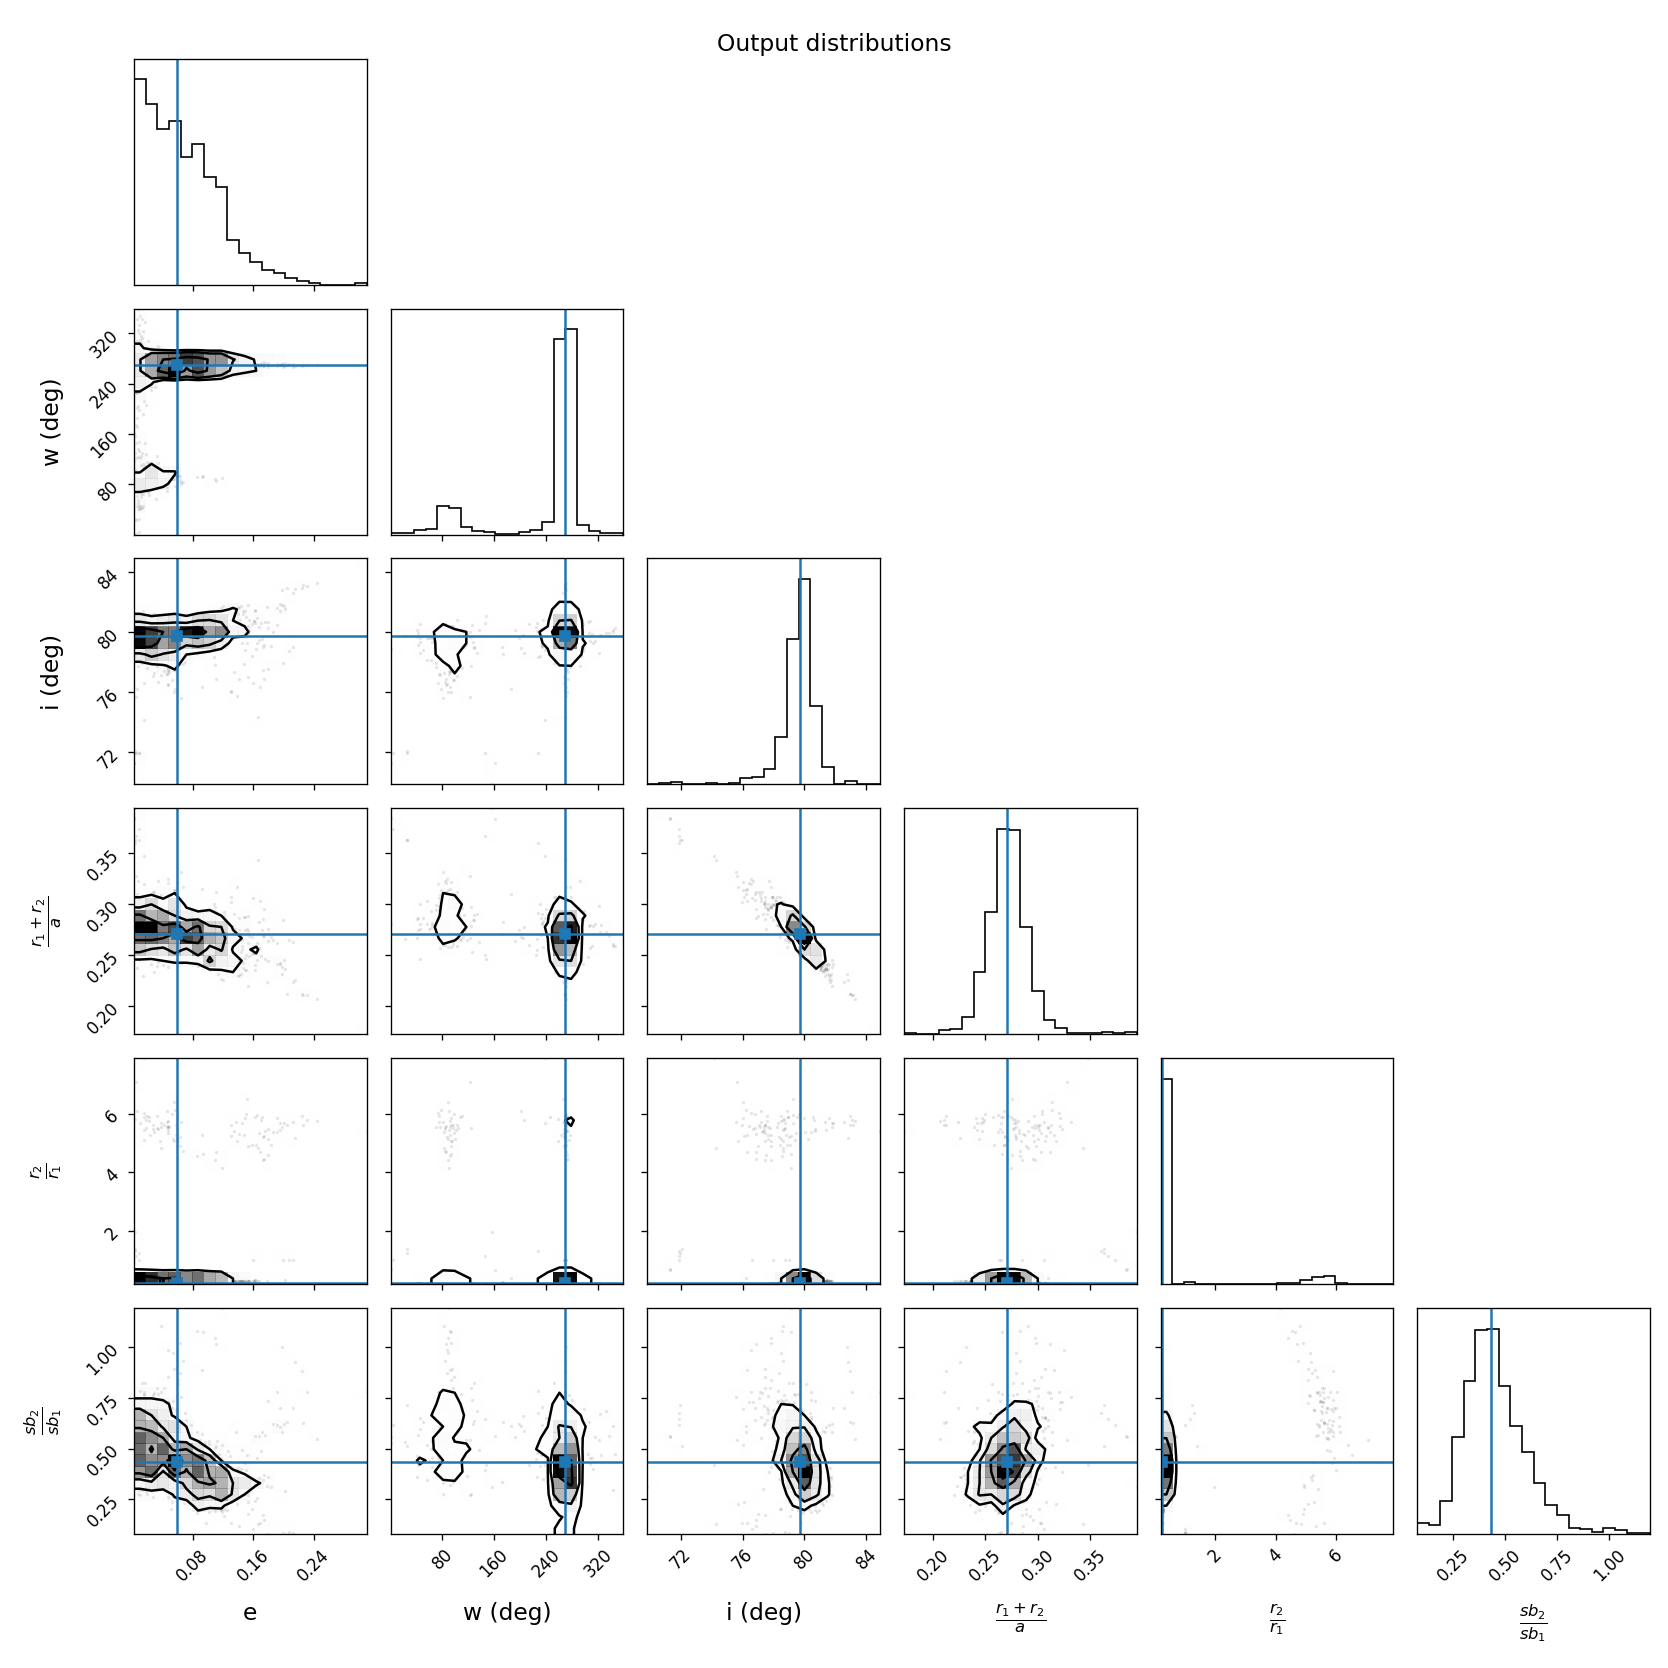 Output distributions
w (deg)
320
240
160
80
i (deg)
84
80
76
72
r₁ + r₂
a
0.35
0.30
0.25
0.20
r₂
r₁
6
4
2
sb₂
sb₁
1.00
0.75
0.50
0.25
0.08 0.16 0.24 80 160 240 320 72 76 80 84 0.20 0.25 0.30 0.35 2 4 6 0.25 0.50 0.75 1.00
e w (deg) i (deg)
r₁ + r₂
a
r₂
r₁
sb₂
sb₁